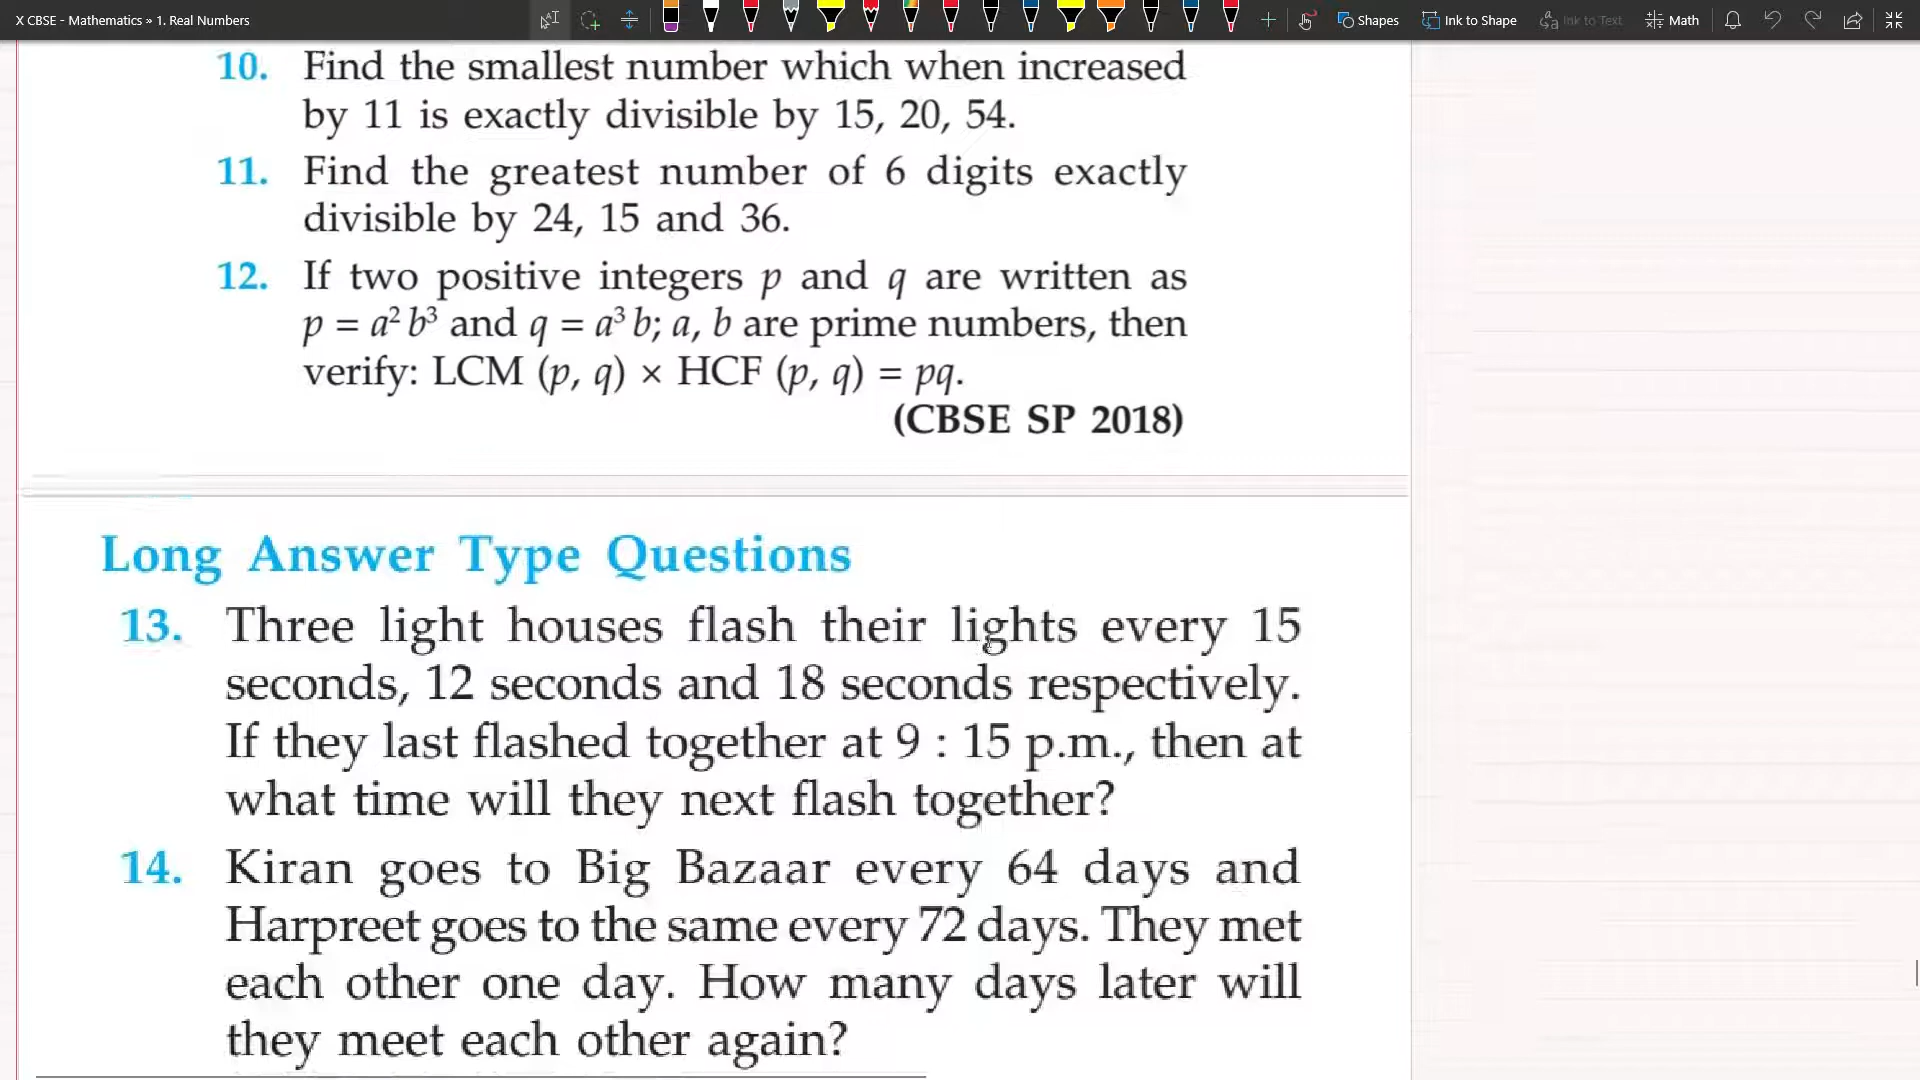 X CBSE - Mathematics » 1. Real Numbers
Shapes
Ink to Shape
Ink to Text
Math
10. Find the smallest number which when increased
by 11 is exactly divisible by 15, 20, 54.
11. Find the greatest number of 6 digits exactly
divisible by 24, 15 and 36.
12. If two positive integers p and q are written as
p = a² b³ and q = a³ b; a, b are prime numbers, then
verify: LCM (p, q) × HCF (p, q) = pq.
(CBSE SP 2018)
Long Answer Type Questions
13. Three light houses flash their lights every 15
seconds, 12 seconds and 18 seconds respectively.
If they last flashed together at 9 : 15 p.m., then at
what time will they next flash together?
14. Kiran goes to Big Bazaar every 64 days and
Harpreet goes to the same every 72 days. They met
each other one day. How many days later will
they meet each other again?